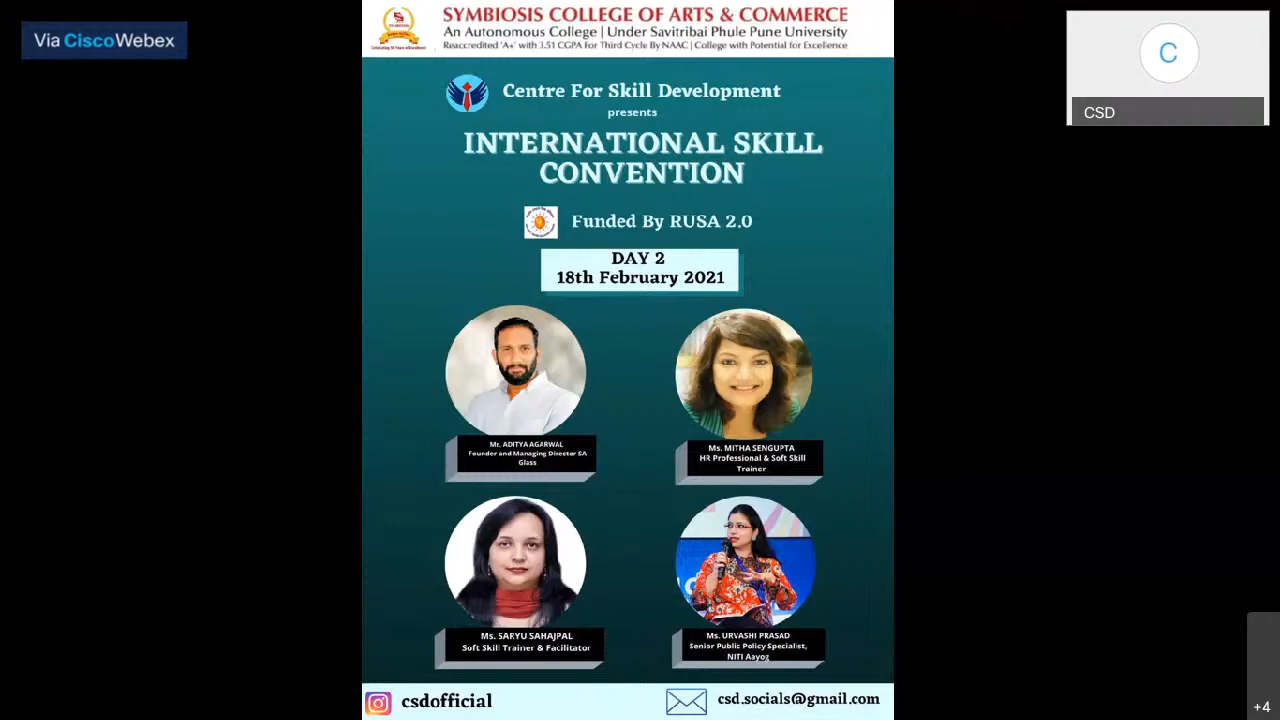 Via CiscoWebex
SYMBIOSIS COLLEGE OF ARTS & COMMERCE
An Autonomous College | Under Savitribai Phule Pune University
Reaccredited 'A+' with 3.51 CGPA For Third Cycle By NAAC | College with Potential for Excellence
C
CSD
Centre For Skill Development
presents
INTERNATIONAL SKILL
CONVENTION
Funded By RUSA 2.0
DAY 2
18th February 2021
Mr. ADITYA AGARWAL
Founder and Managing Director SA
Glass
Ms. MITHA SENGUPTA
HR Professional & Soft Skill
Trainer
Ms. SARYU SAHAJPAL
Soft Skill Trainer & Facilitator
Ms. URVASHI PRASAD
Senior Public Policy Specialist,
NITI Aayog
csdofficial
csd.socials@gmail.com
+4